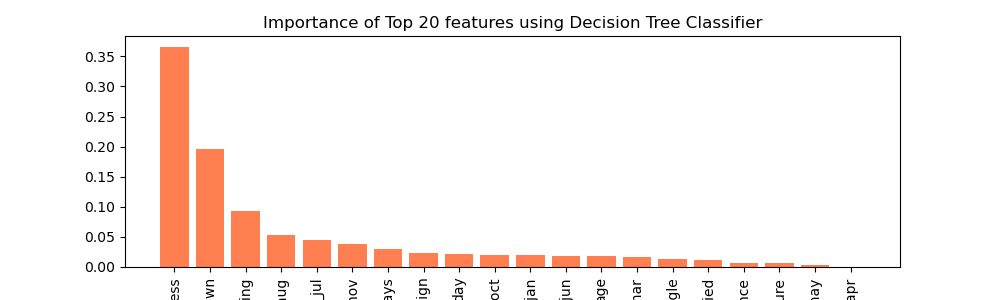 Importance of Top 20 features using Decision Tree Classifier
0.35
0.30
0.25
0.20
0.15
0.10
0.05
0.00
ess
wn
ing
aug
jul
nov
ays
ign
day
oct
jan
jun
age
mar
gle
ied
nce
ure
may
apr